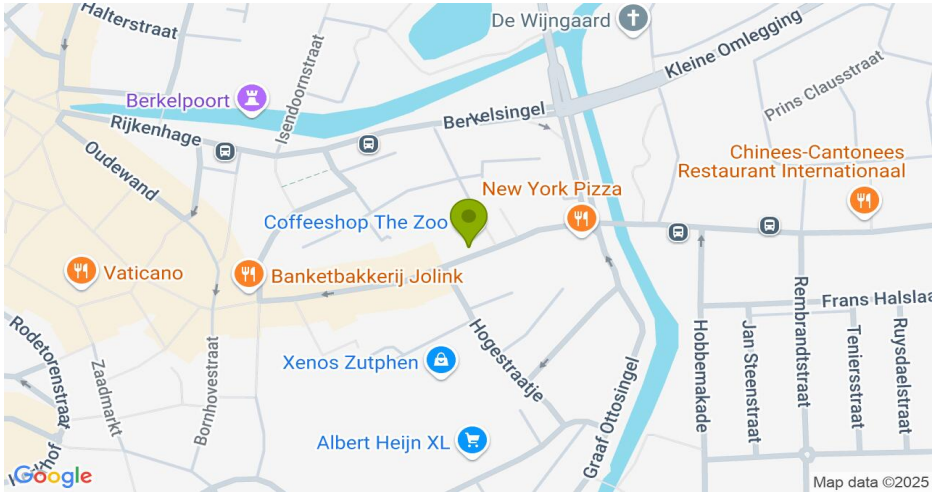 Halterstraat
De Wijngaard
Kleine Omlegging
Prins Clausstraat
Isendoornstraat
Berkelpoort
Berkelsingel
Rijkenhage
Oudewand
Chinees-Cantonees
Restaurant Internationaal
New York Pizza
Coffeeshop The Zoo
Vaticano
Banketbakkerij Jolink
Rembrandtstraat
Frans Halslaa
Rodetorenstraat
Zaadmarkt
Bornhovestraat
Hogestraatje
Xenos Zutphen
Hobbemakade
Jan Steenstraat
Teniersstraat
Ruysdaelstraat
Graaf Ottosingel
Albert Heijn XL
Google
Map data ©2025